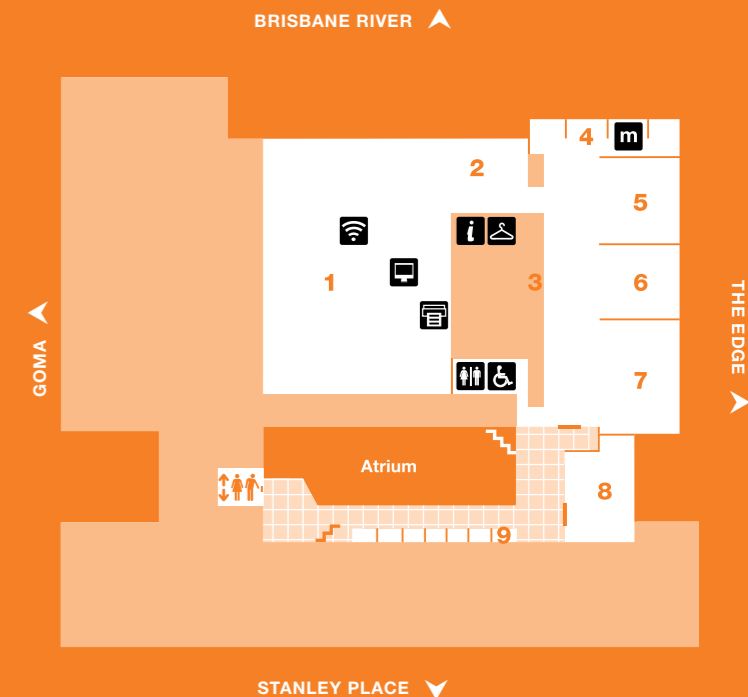 BRISBANE RIVER
4
m
2
5
i
1
3
6
THE EDGE
GOMA
7
Atrium
8
9
STANLEY PLACE